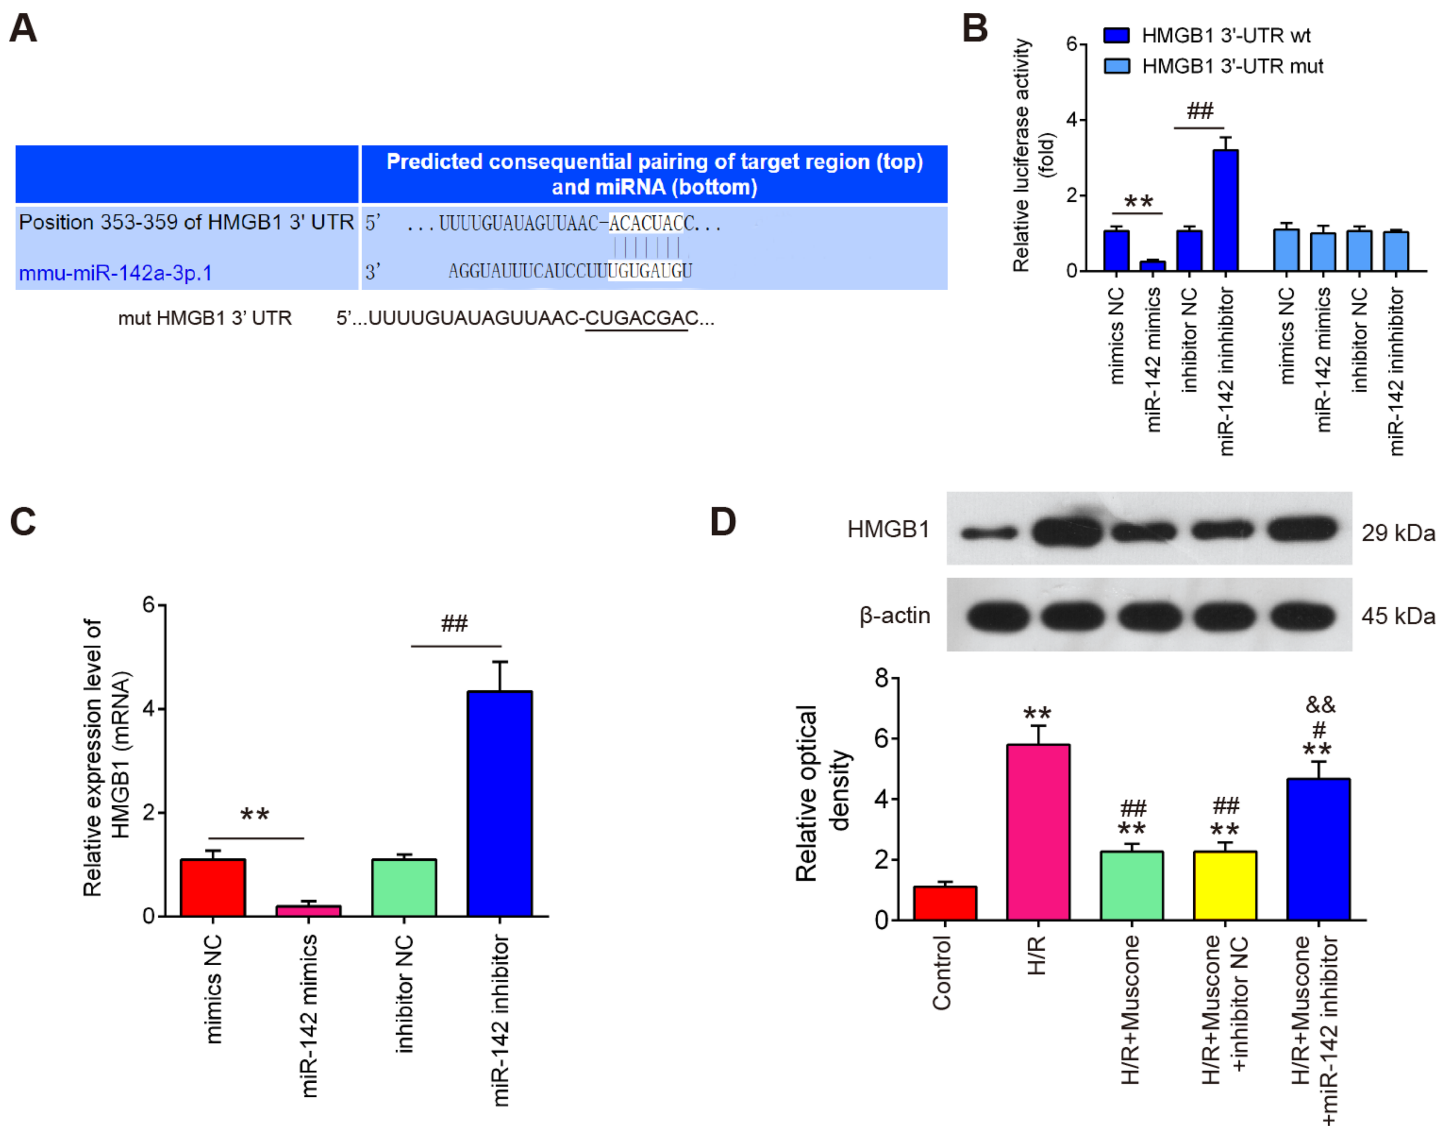 A
Predicted consequential pairing of target region (top)
and miRNA (bottom)
Position 353-359 of HMGB1 3' UTR 5' ...UUUUGUAUAGUUAAC-ACACUACC...
mmu-miR-142a-3p.1 3' AGGUAUUUCAUCCUUUGUGAUGU
mut HMGB1 3' UTR 5'...UUUUGUAUAGUUAAC-CUGACGAC...
B
HMGB1 3'-UTR wt
HMGB1 3'-UTR mut
Relative luciferase activity
(fold)
6
4
2
0
**
##
mimics NC
miR-142 mimics
inhibitor NC
miR-142 ininhibitor
mimics NC
miR-142 mimics
inhibitor NC
miR-142 ininhibitor
C
Relative expression level of
HMGB1 (mRNA)
6
4
2
0
**
##
mimics NC
miR-142 mimics
inhibitor NC
miR-142 inhibitor
D
HMGB1 29 kDa
β-actin 45 kDa
Relative optical
density
8
6
4
2
0
**
##
**
##
**
&&
#
**
Control
H/R
H/R+Muscone
H/R+Muscone
+inhibitor NC
H/R+Muscone
+miR-142 inhibitor